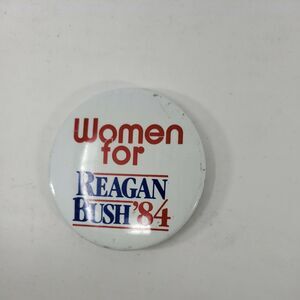 Women
for
REAGAN
BUSH '84